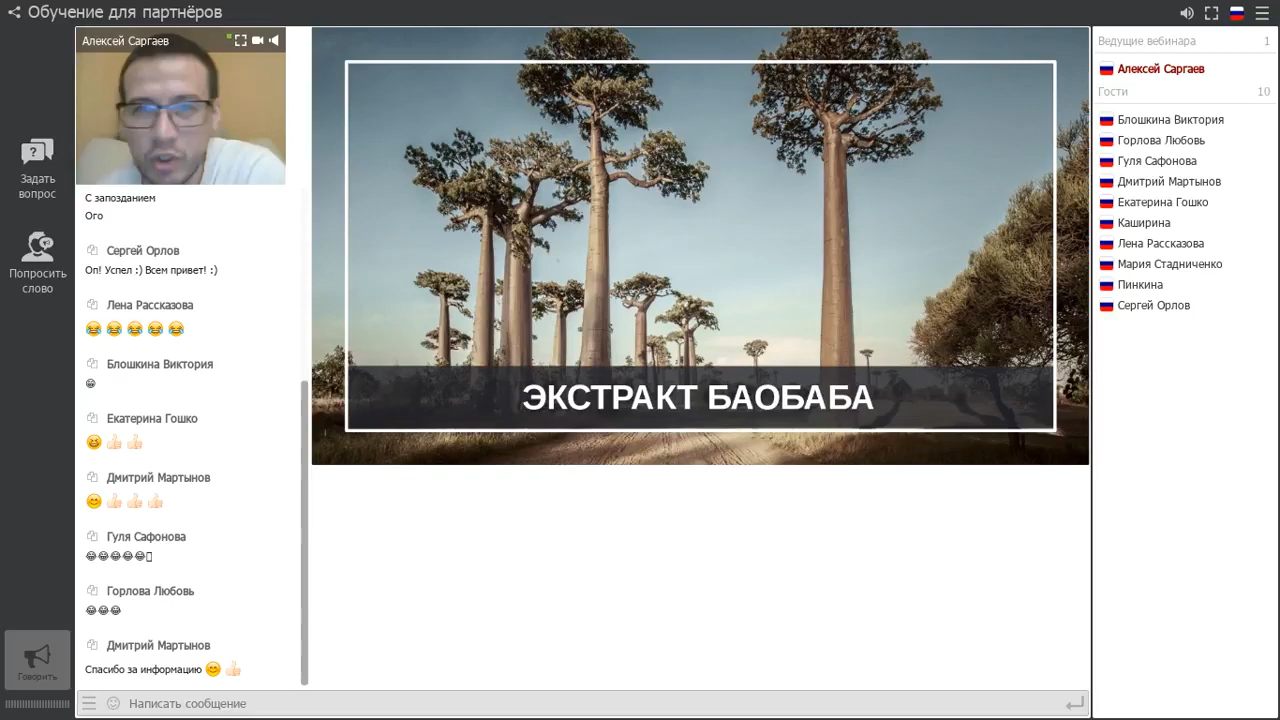 Обучение для партнёров
Алексей Саргаев
Задать
вопрос
Попросить
слово
Говорить
С запозданием
Ого
Сергей Орлов
Оп! Успел :) Всем привет! :)
Лена Рассказова
😂 😂 😂 😂 😂
Блошкина Виктория
😁
Екатерина Гошко
😆 👍🏻 👍🏻
Дмитрий Мартынов
😊 👍🏻 👍🏻 👍🏻
Гуля Сафонова
😂😂😂😂😂
Горлова Любовь
😂😂😂
Дмитрий Мартынов
Спасибо за информацию 😊 👍🏻
Написать сообщение
ЭКСТРАКТ БАОБАБА
Ведущие вебинара 1
Алексей Саргаев
Гости 10
Блошкина Виктория
Горлова Любовь
Гуля Сафонова
Дмитрий Мартынов
Екатерина Гошко
Каширина
Лена Рассказова
Мария Стадниченко
Пинкина
Сергей Орлов